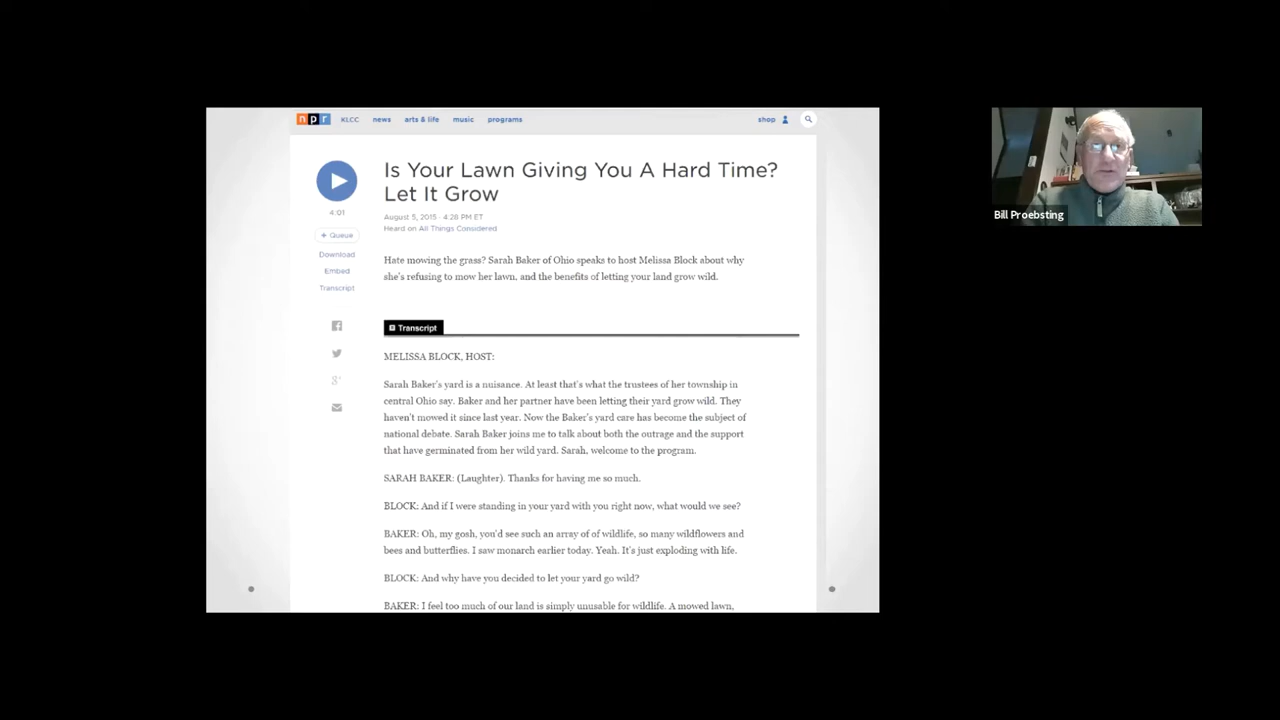 npr KLCC news arts & life music programs shop
Is Your Lawn Giving You A Hard Time?
Let It Grow
4:01
August 5, 2015 · 4:28 PM ET
Heard on All Things Considered
+ Queue
Download
Embed
Transcript
Hate mowing the grass? Sarah Baker of Ohio speaks to host Melissa Block about why
she's refusing to mow her lawn, and the benefits of letting your land grow wild.
Transcript
MELISSA BLOCK, HOST:
Sarah Baker's yard is a nuisance. At least that's what the trustees of her township in
central Ohio say. Baker and her partner have been letting their yard grow wild. They
haven't mowed it since last year. Now the Baker's yard care has become the subject of
national debate. Sarah Baker joins me to talk about both the outrage and the support
that have germinated from her wild yard. Sarah, welcome to the program.
SARAH BAKER: (Laughter). Thanks for having me so much.
BLOCK: And if I were standing in your yard with you right now, what would we see?
BAKER: Oh, my gosh, you'd see such an array of of wildlife, so many wildflowers and
bees and butterflies. I saw monarch earlier today. Yeah. It's just exploding with life.
BLOCK: And why have you decided to let your yard go wild?
BAKER: I feel too much of our land is simply unusable for wildlife. A mowed lawn,
Bill Proebsting